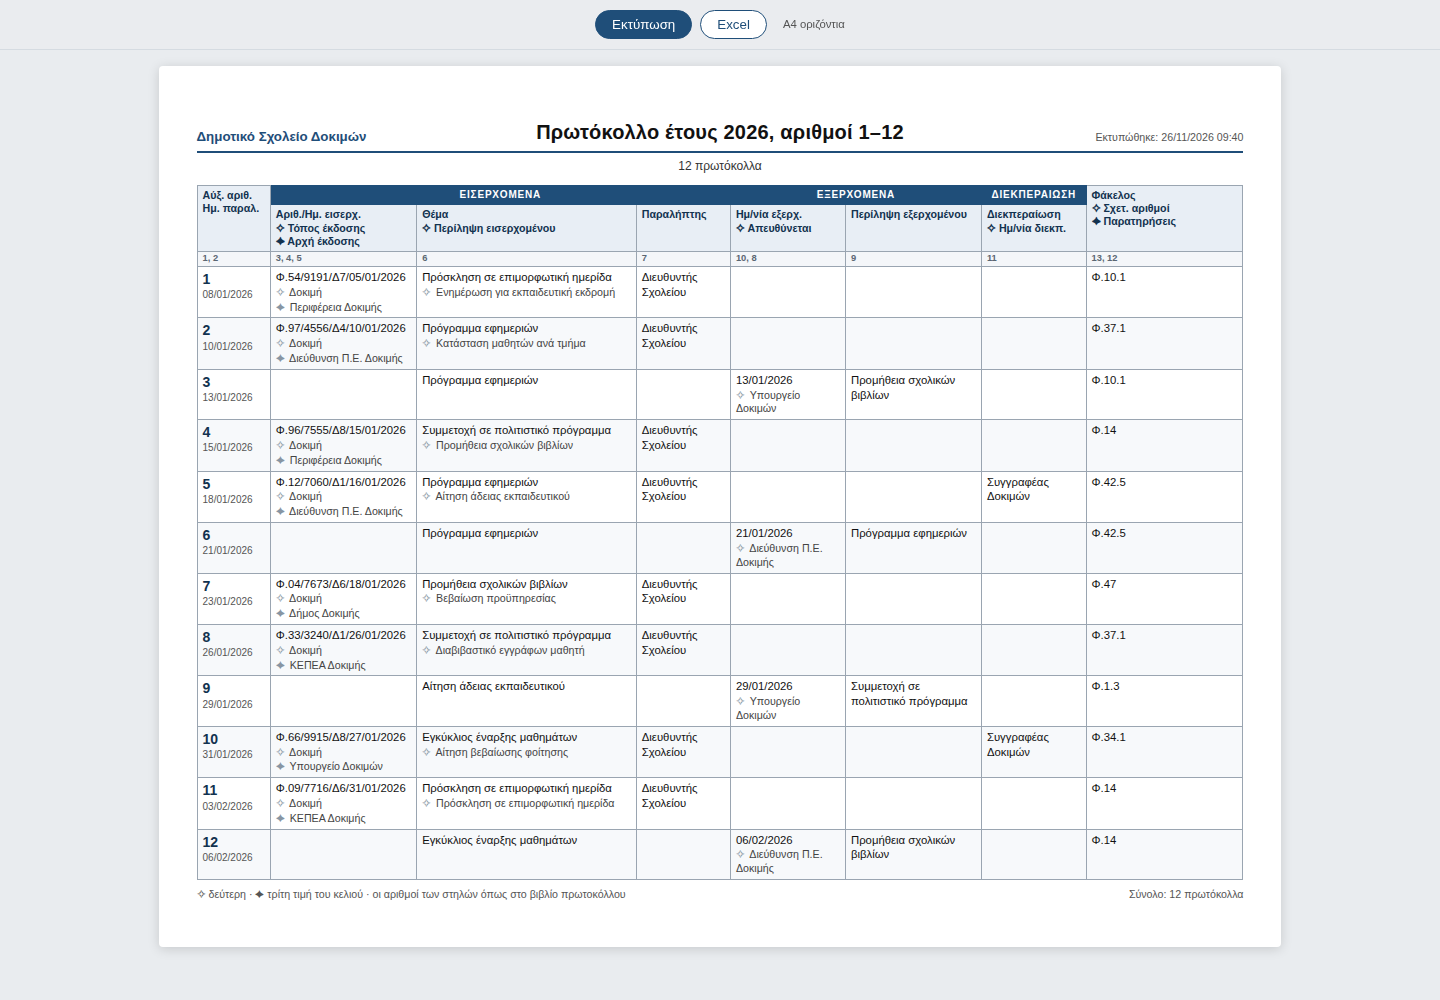 Εκτύπωση Excel Α4 οριζόντια
Δημοτικό Σχολείο Δοκιμών Πρωτόκολλο έτους 2026, αριθμοί 1–12 Εκτυπώθηκε: 26/11/2026 09:40
12 πρωτόκολλα
Αύξ. αριθ. ΕΙΣΕΡΧΟΜΕΝΑ ΕΞΕΡΧΟΜΕΝΑ ΔΙΕΚΠΕΡΑΙΩΣΗ Φάκελος
Ημ. παραλ. Αριθ./Ημ. εισερχ. Θέμα Παραλήπτης Ημ/νία εξερχ. Περίληψη εξερχομένου Διεκπεραίωση ✧ Σχετ. αριθμοί
✧ Τόπος έκδοσης ✧ Περίληψη εισερχομένου ✧ Απευθύνεται ✧ Ημ/νία διεκπ. ✦ Παρατηρήσεις
✦ Αρχή έκδοσης
1, 2 3, 4, 5 6 7 10, 8 9 11 13, 12
1 Φ.54/9191/Δ7/05/01/2026 Πρόσκληση σε επιμορφωτική ημερίδα Διευθυντής Φ.10.1
08/01/2026 ✧ Δοκιμή ✧ Ενημέρωση για εκπαιδευτική εκδρομή Σχολείου
✦ Περιφέρεια Δοκιμής
2 Φ.97/4556/Δ4/10/01/2026 Πρόγραμμα εφημεριών Διευθυντής Φ.37.1
10/01/2026 ✧ Δοκιμή ✧ Κατάσταση μαθητών ανά τμήμα Σχολείου
✦ Διεύθυνση Π.Ε. Δοκιμής
3 Πρόγραμμα εφημεριών 13/01/2026 Προμήθεια σχολικών Φ.10.1
13/01/2026 ✧ Υπουργείο βιβλίων
Δοκιμών
4 Φ.96/7555/Δ8/15/01/2026 Συμμετοχή σε πολιτιστικό πρόγραμμα Διευθυντής Φ.14
15/01/2026 ✧ Δοκιμή ✧ Προμήθεια σχολικών βιβλίων Σχολείου
✦ Περιφέρεια Δοκιμής
5 Φ.12/7060/Δ1/16/01/2026 Πρόγραμμα εφημεριών Διευθυντής Συγγραφέας Φ.42.5
18/01/2026 ✧ Δοκιμή ✧ Αίτηση άδειας εκπαιδευτικού Σχολείου Δοκιμών
✦ Διεύθυνση Π.Ε. Δοκιμής
6 Πρόγραμμα εφημεριών 21/01/2026 Πρόγραμμα εφημεριών Φ.42.5
21/01/2026 ✧ Διεύθυνση Π.Ε.
Δοκιμής
7 Φ.04/7673/Δ6/18/01/2026 Προμήθεια σχολικών βιβλίων Διευθυντής Φ.47
23/01/2026 ✧ Δοκιμή ✧ Βεβαίωση προϋπηρεσίας Σχολείου
✦ Δήμος Δοκιμής
8 Φ.33/3240/Δ1/26/01/2026 Συμμετοχή σε πολιτιστικό πρόγραμμα Διευθυντής Φ.37.1
26/01/2026 ✧ Δοκιμή ✧ Διαβιβαστικό εγγράφων μαθητή Σχολείου
✦ ΚΕΠΕΑ Δοκιμής
9 Αίτηση άδειας εκπαιδευτικού 29/01/2026 Συμμετοχή σε Φ.1.3
29/01/2026 ✧ Υπουργείο πολιτιστικό πρόγραμμα
Δοκιμών
10 Φ.66/9915/Δ8/27/01/2026 Εγκύκλιος έναρξης μαθημάτων Διευθυντής Συγγραφέας Φ.34.1
31/01/2026 ✧ Δοκιμή ✧ Αίτηση βεβαίωσης φοίτησης Σχολείου Δοκιμών
✦ Υπουργείο Δοκιμών
11 Φ.09/7716/Δ6/31/01/2026 Πρόσκληση σε επιμορφωτική ημερίδα Διευθυντής Φ.14
03/02/2026 ✧ Δοκιμή ✧ Πρόσκληση σε επιμορφωτική ημερίδα Σχολείου
✦ ΚΕΠΕΑ Δοκιμής
12 Εγκύκλιος έναρξης μαθημάτων 06/02/2026 Προμήθεια σχολικών Φ.14
06/02/2026 ✧ Διεύθυνση Π.Ε. βιβλίων
Δοκιμής
✧ δεύτερη · ✦ τρίτη τιμή του κελιού · οι αριθμοί των στηλών όπως στο βιβλίο πρωτοκόλλου Σύνολο: 12 πρωτόκολλα